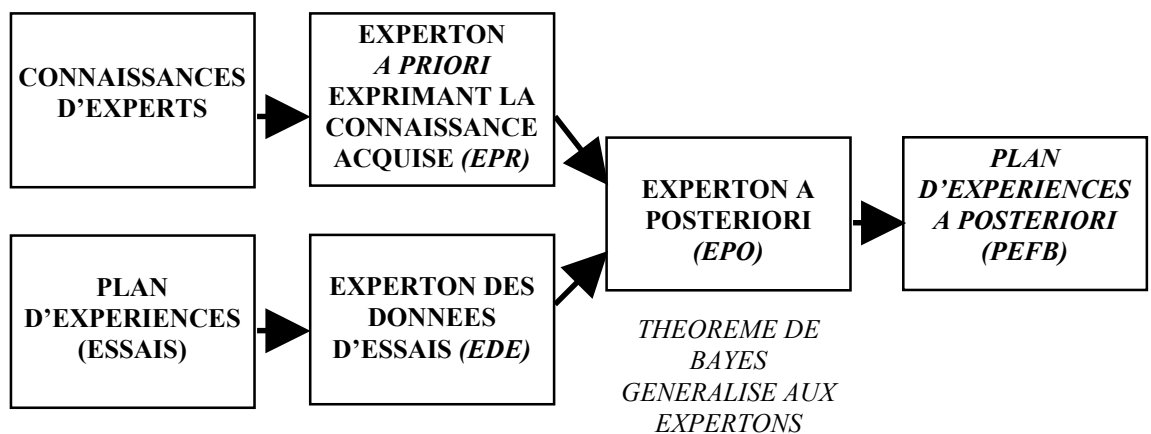 CONNAISSANCES
D'EXPERTS
EXPERTON
A PRIORI
EXPRIMANT LA
CONNAISSANCE
ACQUISE (EPR)
PLAN
D'EXPERIENCES
(ESSAIS)
EXPERTON DES
DONNEES
D'ESSAIS (EDE)
EXPERTON A
POSTERIORI
(EPO)
THEOREME DE
BAYES
GENERALISE AUX
EXPERTONS
PLAN
D'EXPERIENCES
A POSTERIORI
(PEFB)